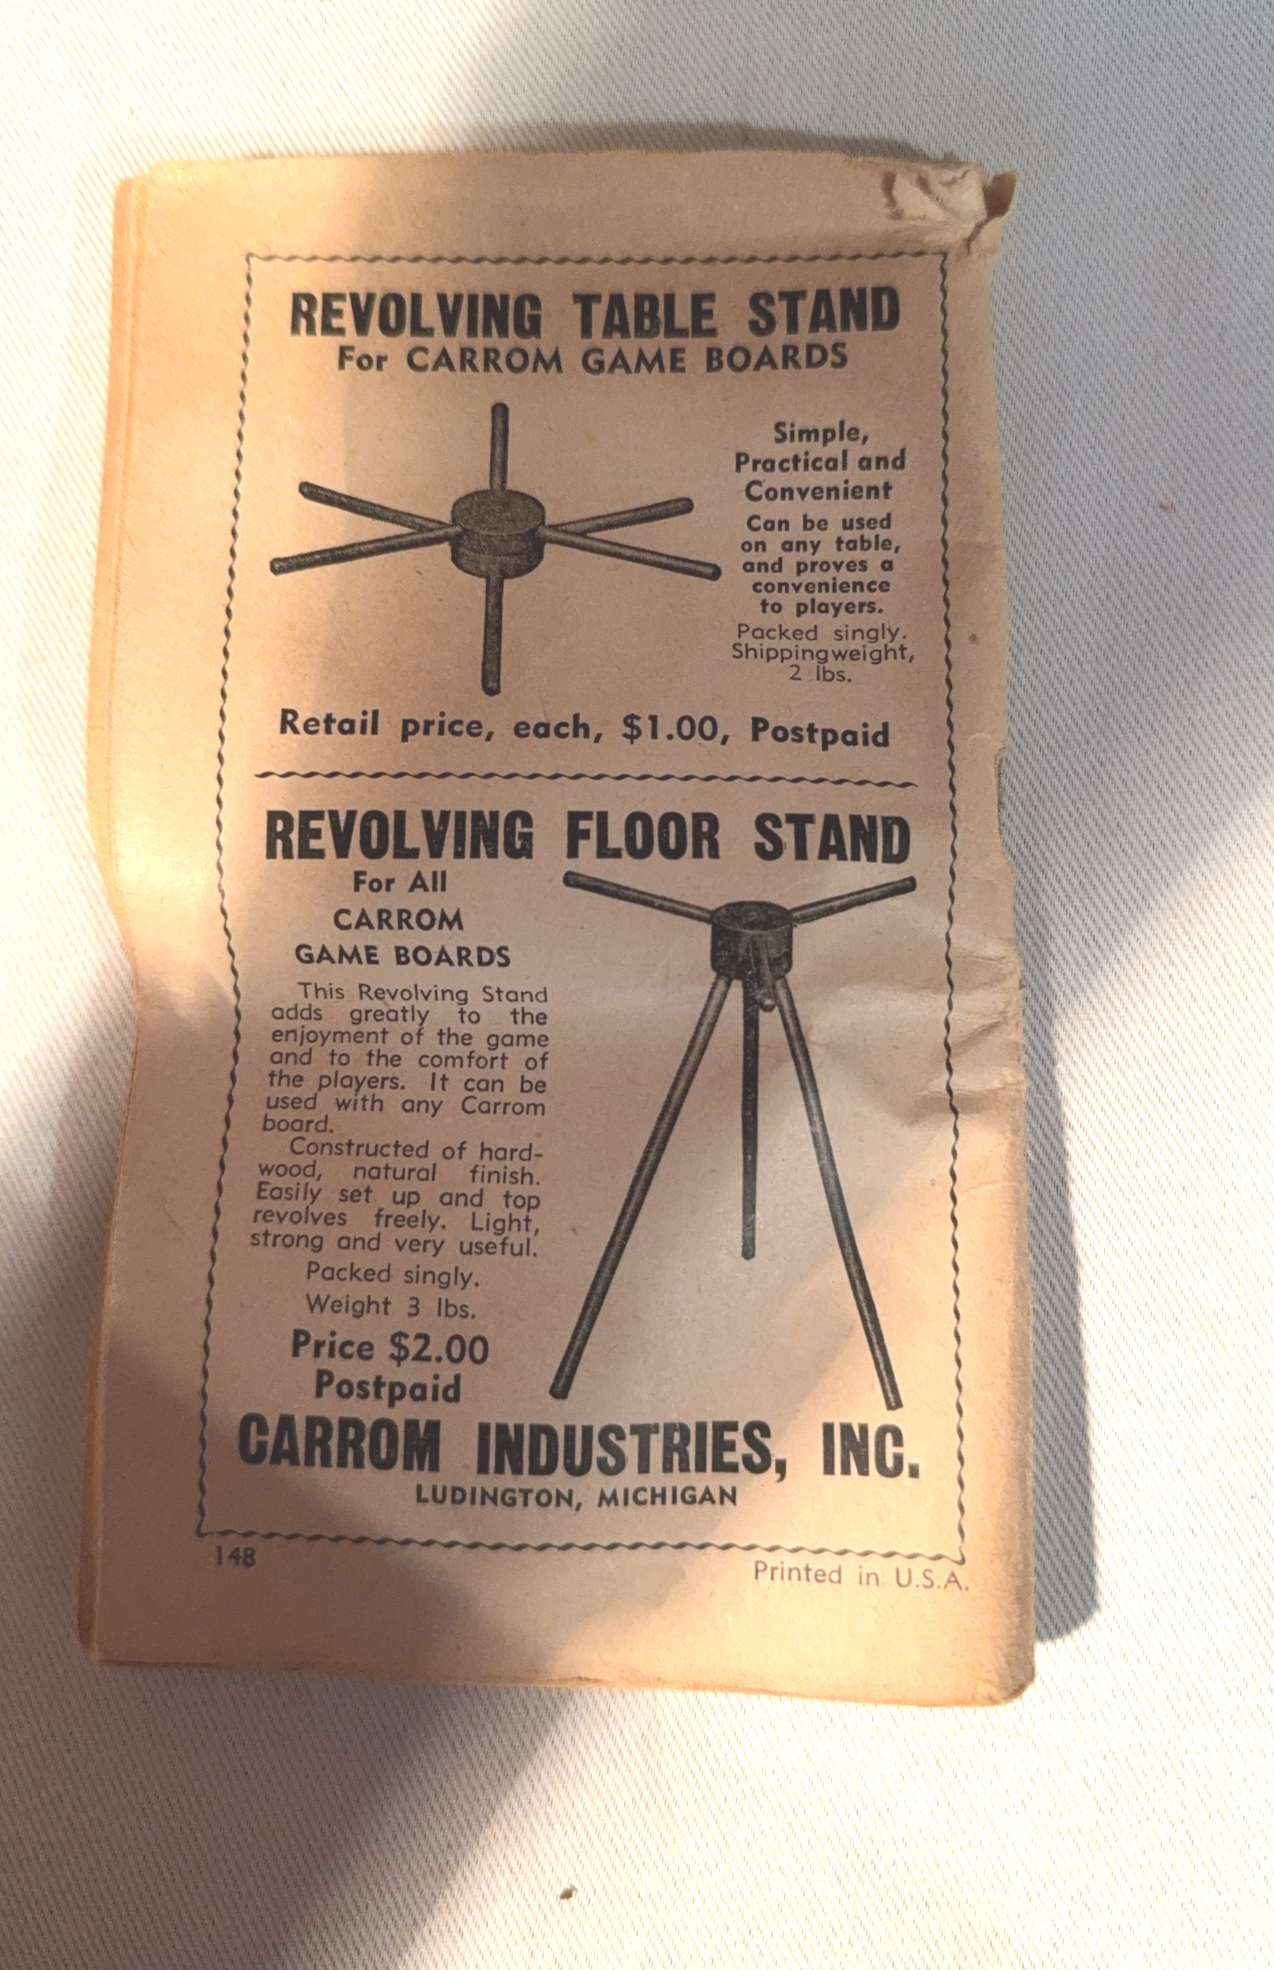 REVOLVING TABLE STAND
For CARROM GAME BOARDS
Simple,
Practical and
Convenient
Can be used
on any table,
and proves a
convenience
to players.
Packed singly.
Shipping weight,
2 lbs.
Retail price, each, $1.00, Postpaid
REVOLVING FLOOR STAND
For All
CARROM
GAME BOARDS
This Revolving Stand
adds greatly to the
enjoyment of the game
and to the comfort of
the players. It can be
used with any Carrom
board.
Constructed of hard-
wood, natural finish.
Easily set up and top
revolves freely. Light,
strong and very useful.
Packed singly.
Weight 3 lbs.
Price $2.00
Postpaid
CARROM INDUSTRIES, INC.
LUDINGTON, MICHIGAN
148
Printed in U.S.A.